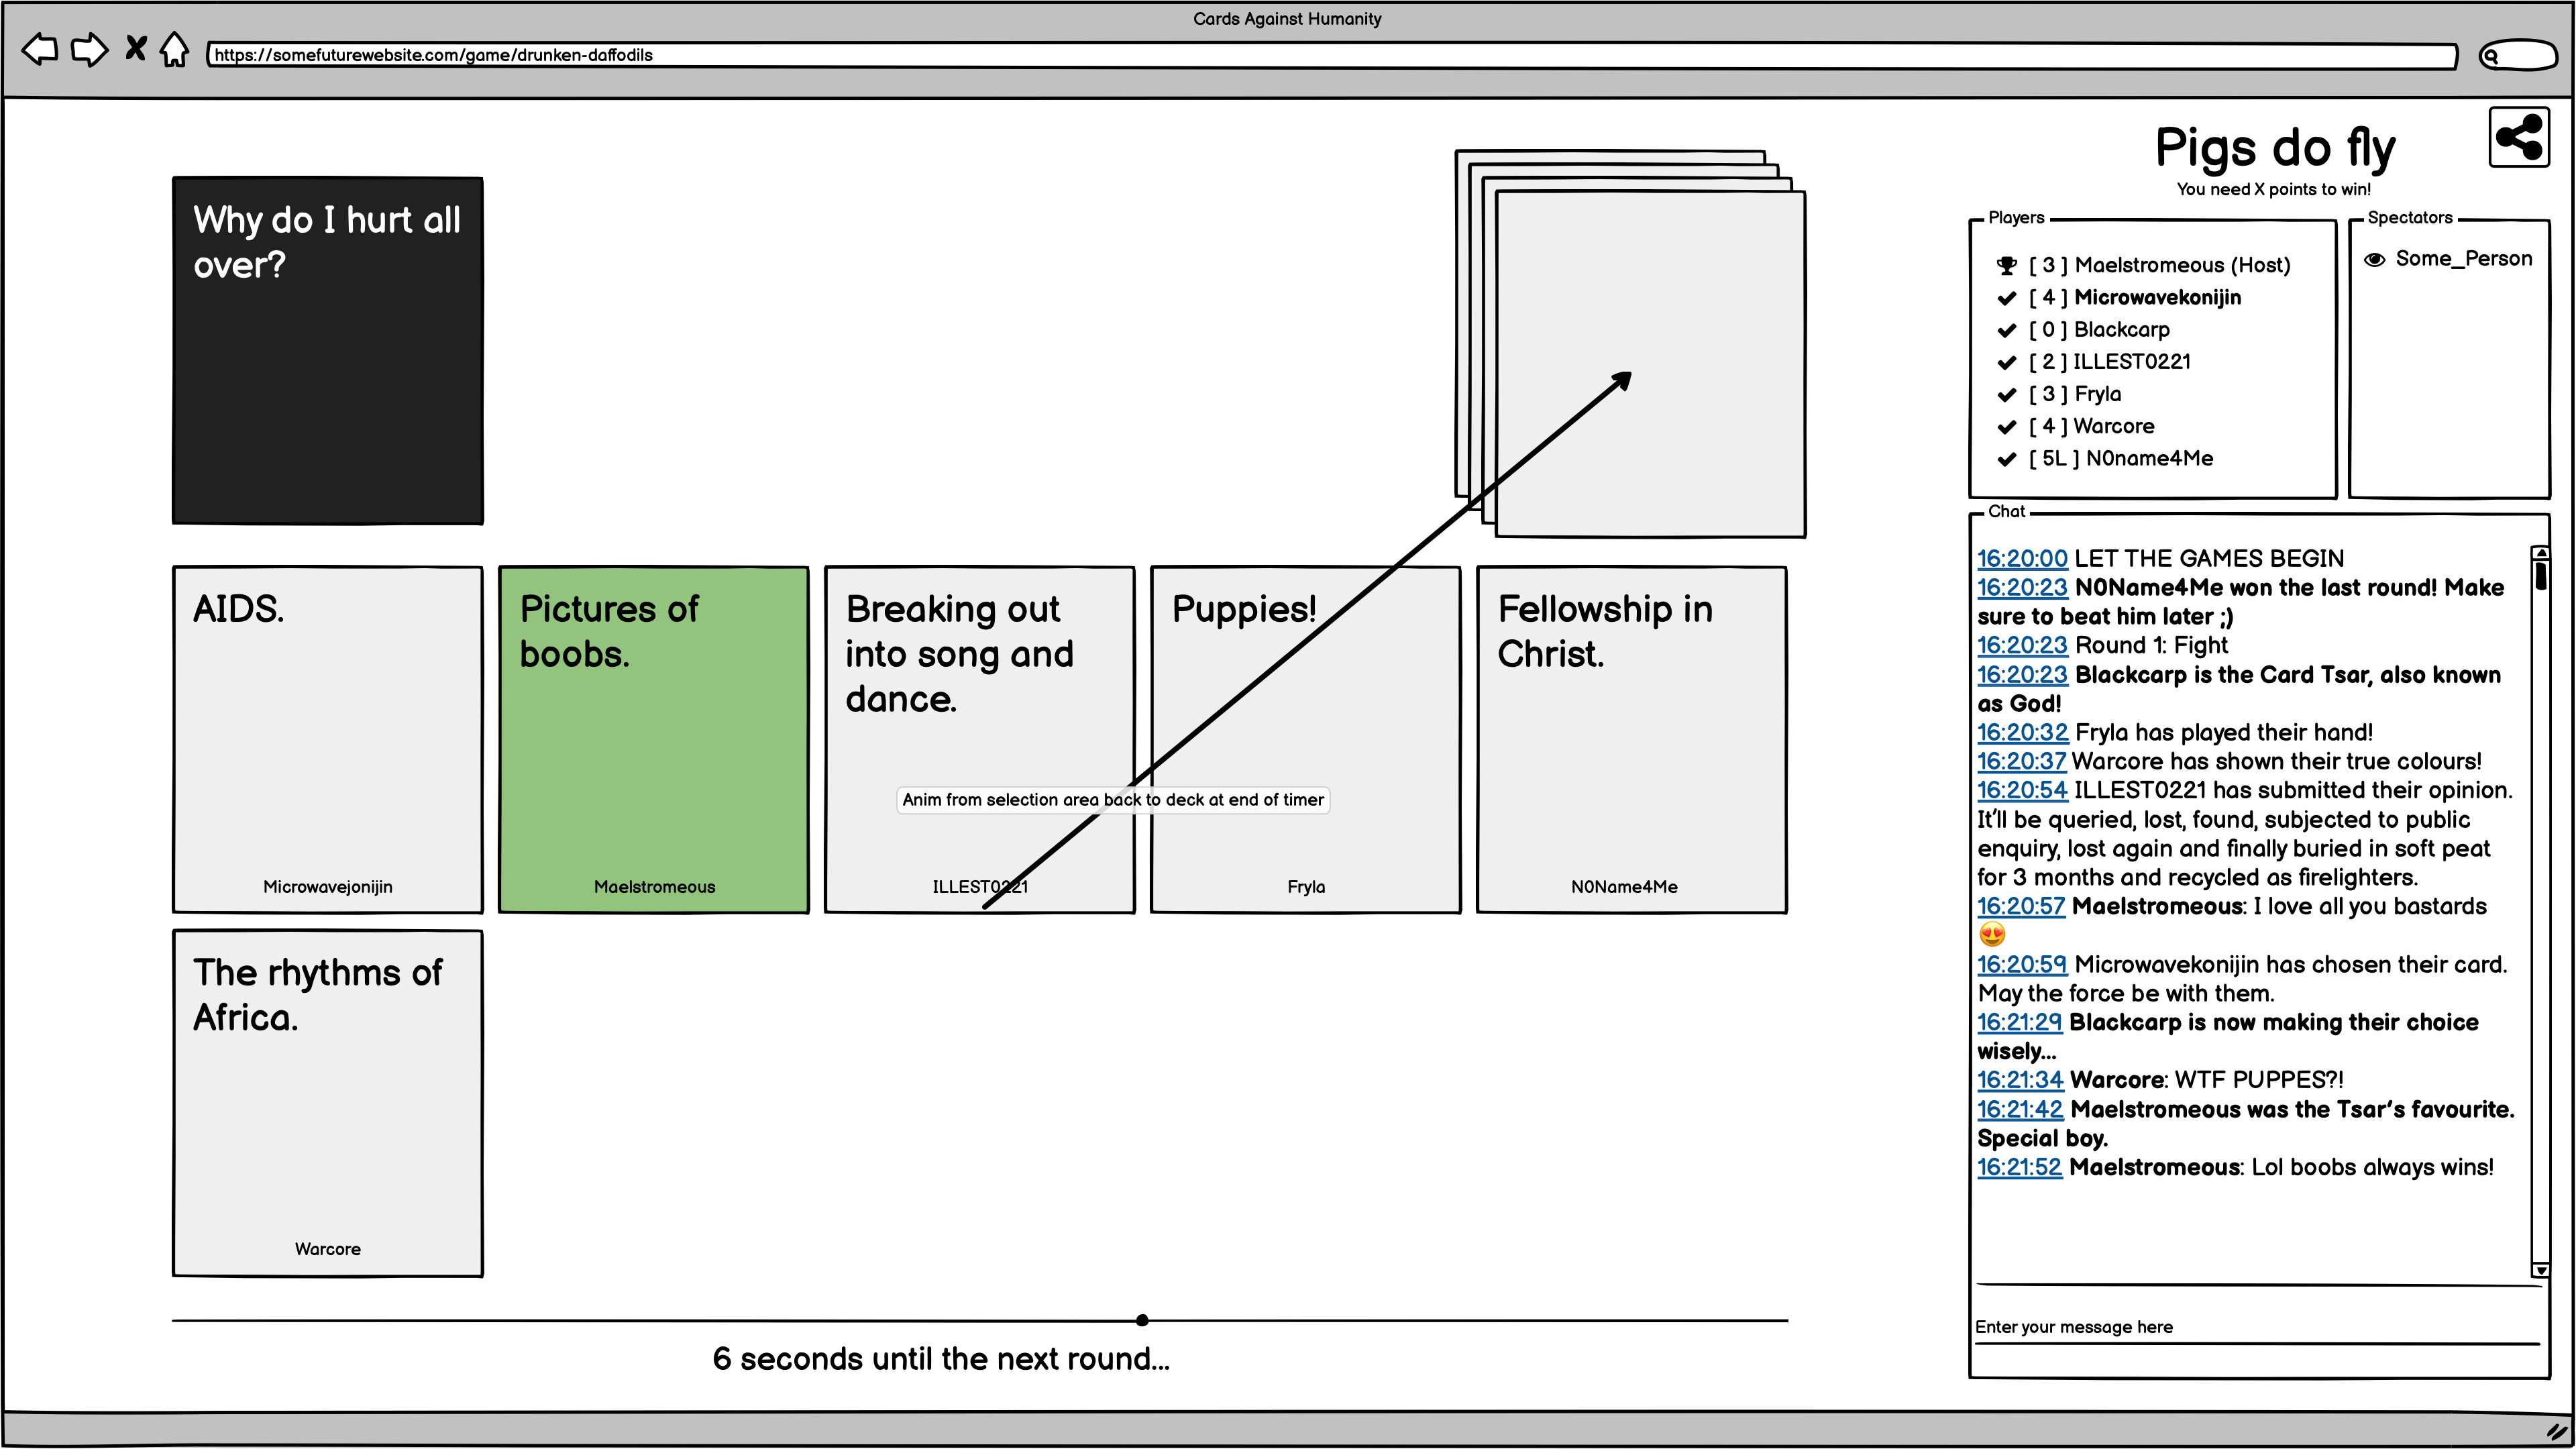 Cards Against Humanity
https://somefuturewebsite.com/game/drunken-daffodils
Why do I hurt all
over?
AIDS.
Microwavejonijin
Pictures of
boobs.
Maelstromeous
Breaking out
into song and
dance.
ILLEST0221
Puppies!
Fryla
Fellowship in
Christ.
N0Name4Me
Anim from selection area back to deck at end of timer
The rhythms of
Africa.
Warcore
6 seconds until the next round...
Pigs do fly
You need X points to win!
Players
[ 3 ] Maelstromeous (Host)
[ 4 ] Microwavekonijin
[ 0 ] Blackcarp
[ 2 ] ILLEST0221
[ 3 ] Fryla
[ 4 ] Warcore
[ 5L ] N0name4Me
Spectators
Some_Person
Chat
16:20:00 LET THE GAMES BEGIN
16:20:23 N0Name4Me won the last round! Make
sure to beat him later ;)
16:20:23 Round 1: Fight
16:20:23 Blackcarp is the Card Tsar, also known
as God!
16:20:32 Fryla has played their hand!
16:20:37 Warcore has shown their true colours!
16:20:54 ILLEST0221 has submitted their opinion.
It'll be queried, lost, found, subjected to public
enquiry, lost again and finally buried in soft peat
for 3 months and recycled as firelighters.
16:20:57 Maelstromeous: I love all you bastards
😍
16:20:59 Microwavekonijin has chosen their card.
May the force be with them.
16:21:29 Blackcarp is now making their choice
wisely...
16:21:34 Warcore: WTF PUPPES?!
16:21:42 Maelstromeous was the Tsar's favourite.
Special boy.
16:21:52 Maelstromeous: Lol boobs always wins!
Enter your message here